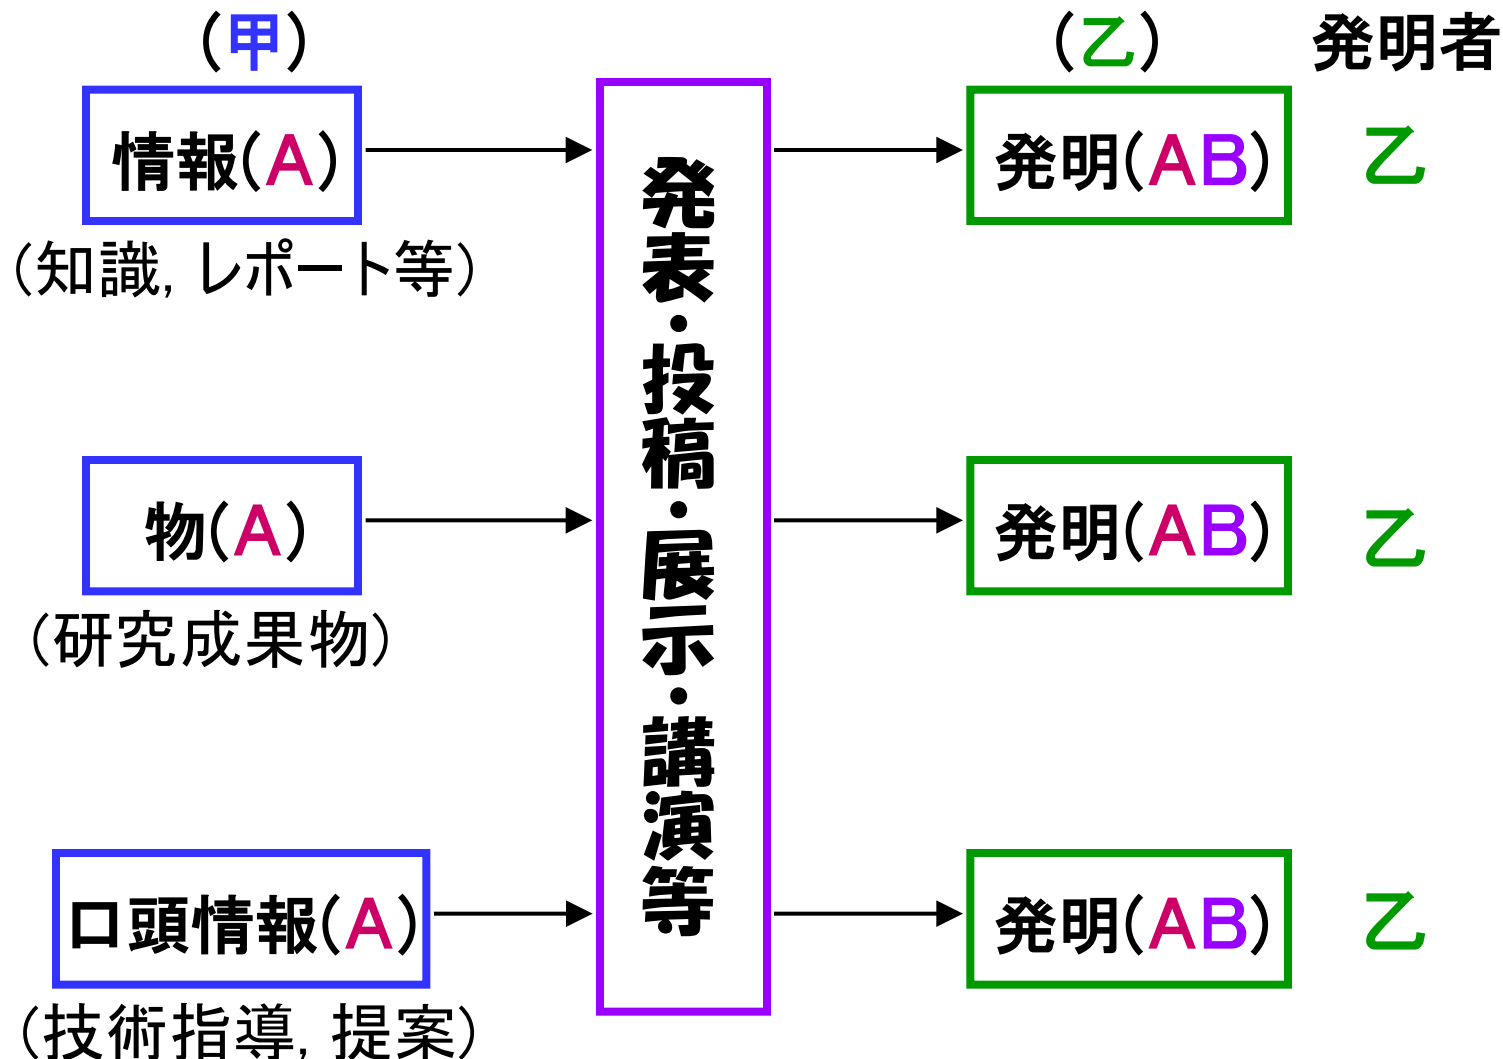 (甲)
(乙)
発明者
情報(A)
発明(AB)
乙
(知識, レポート等)
発表・投稿・展示・講演等
物(A)
発明(AB)
乙
(研究成果物)
口頭情報(A)
発明(AB)
乙
(技術指導, 提案)